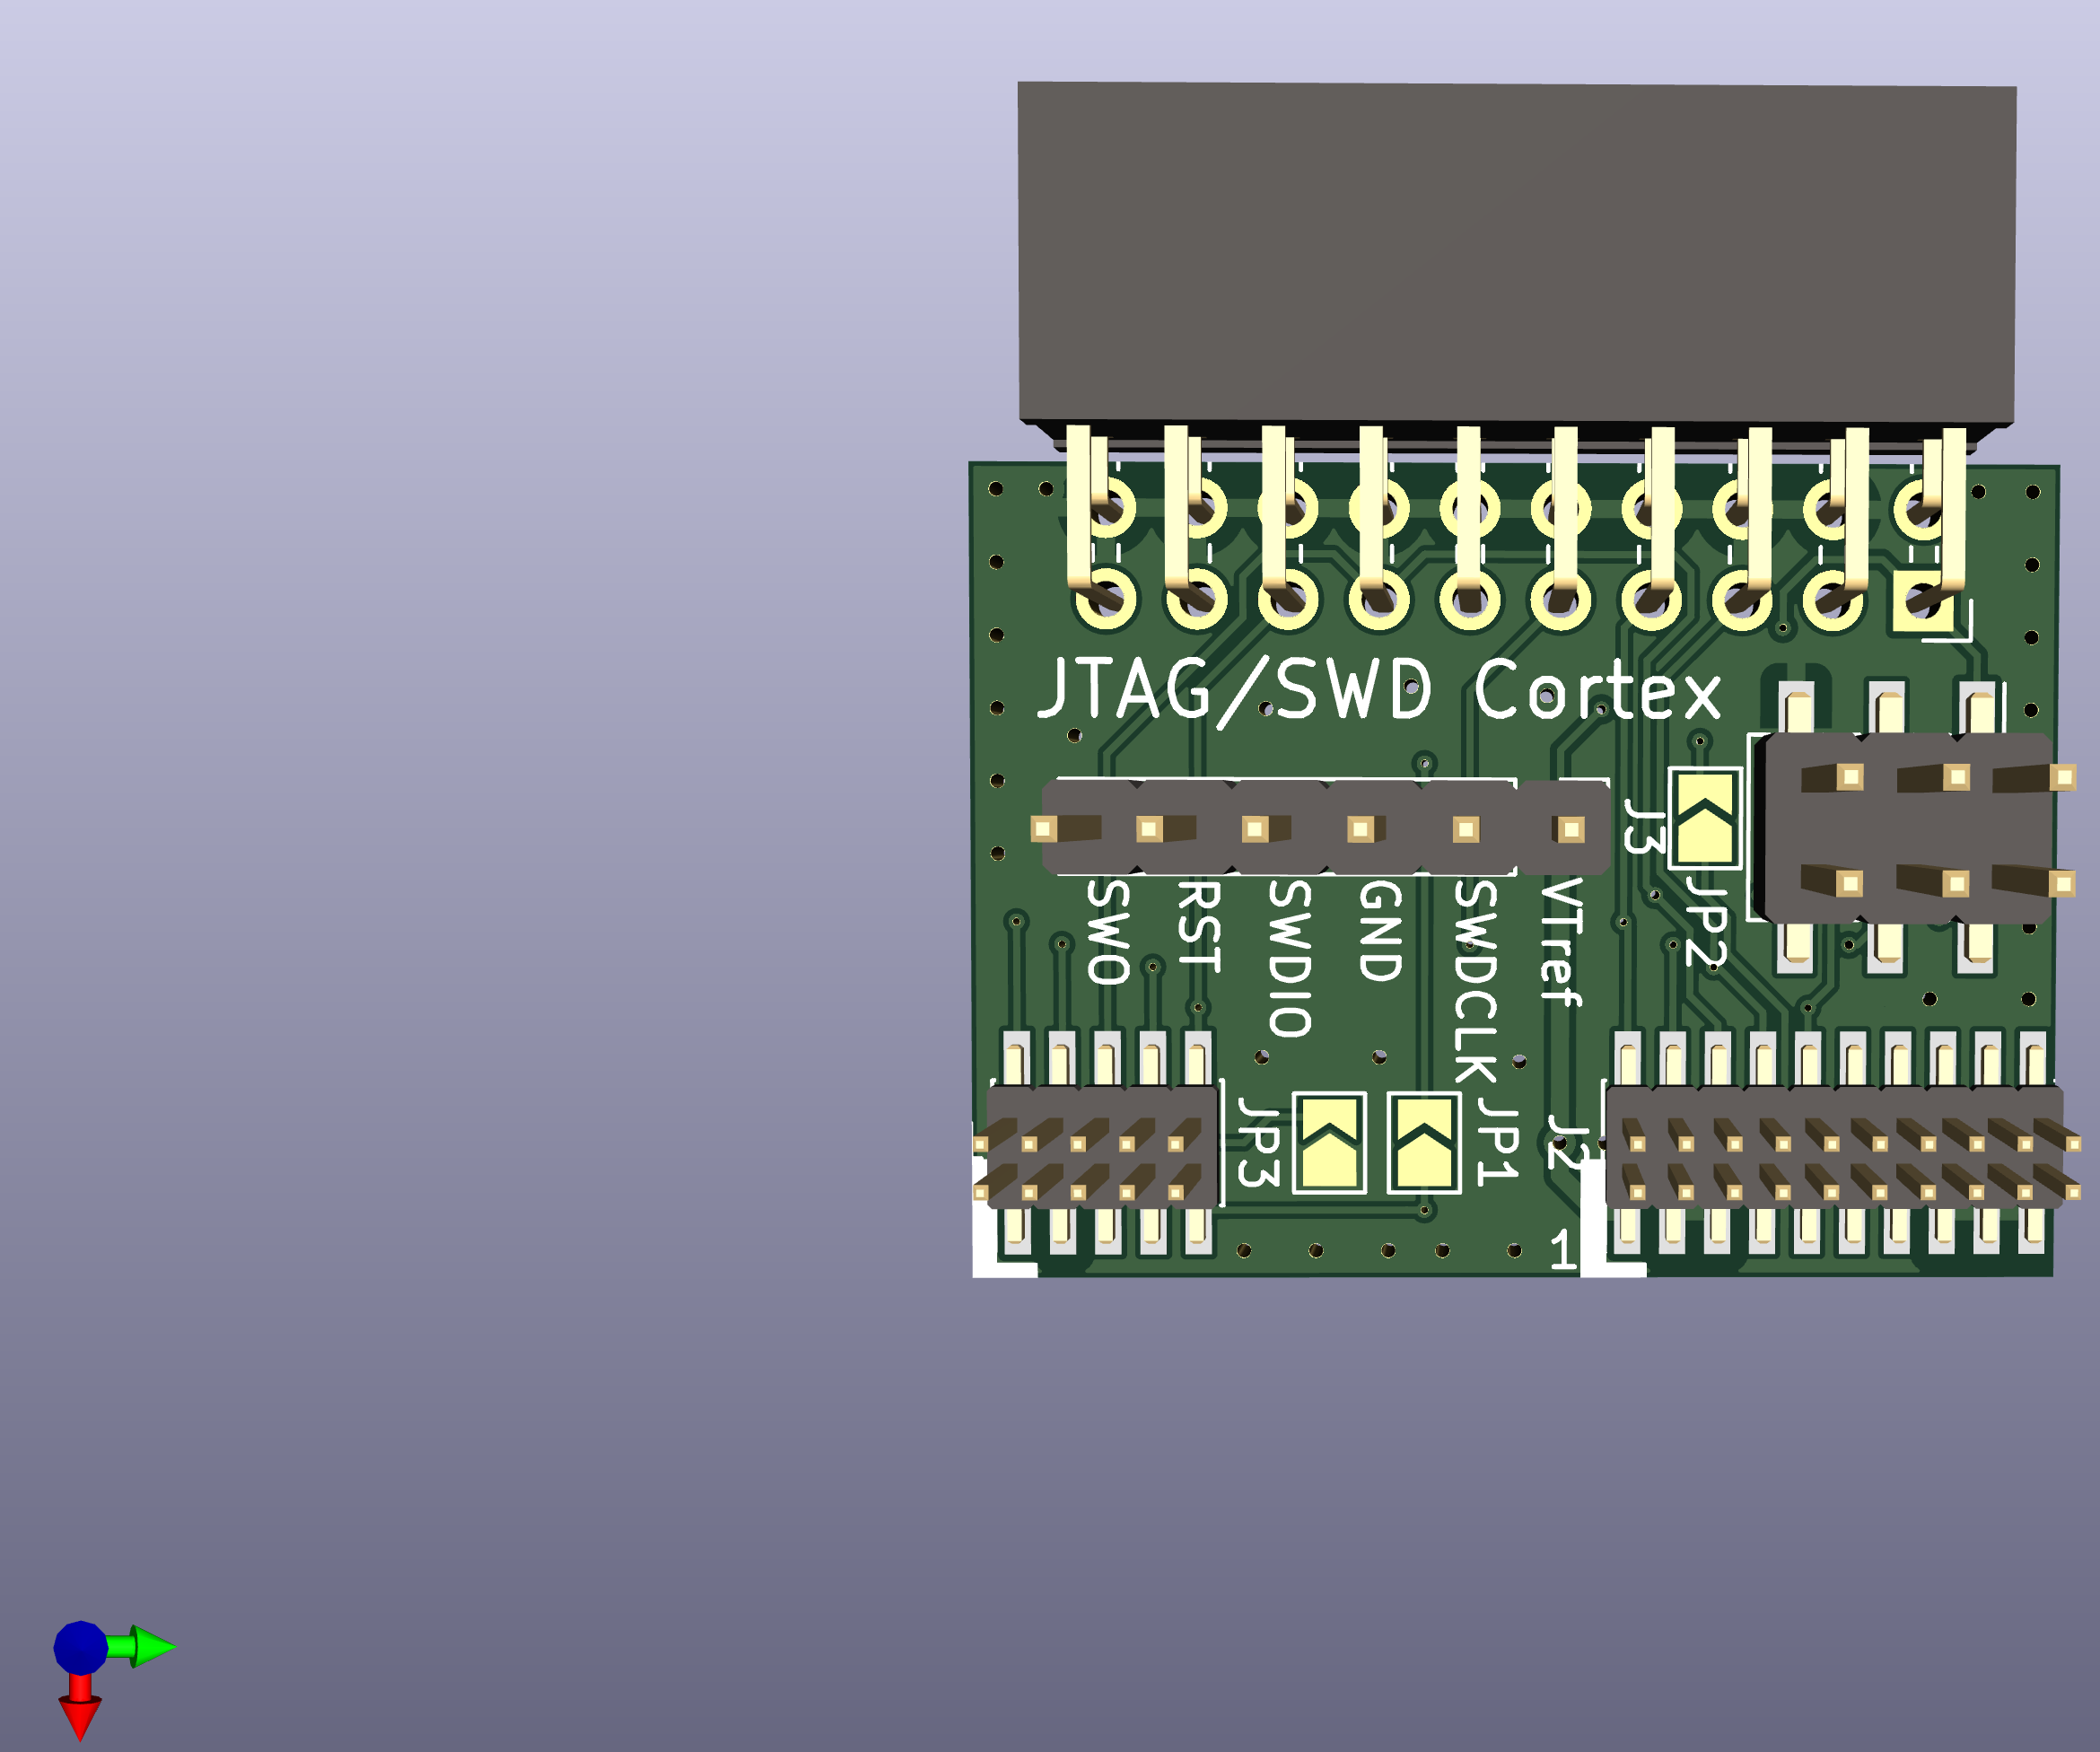 JTAG/SWD Cortex
J3
JP2
SWO
RST
SWDIO
GND
SWDCLK
VTref
JP3
JP1
J2
1